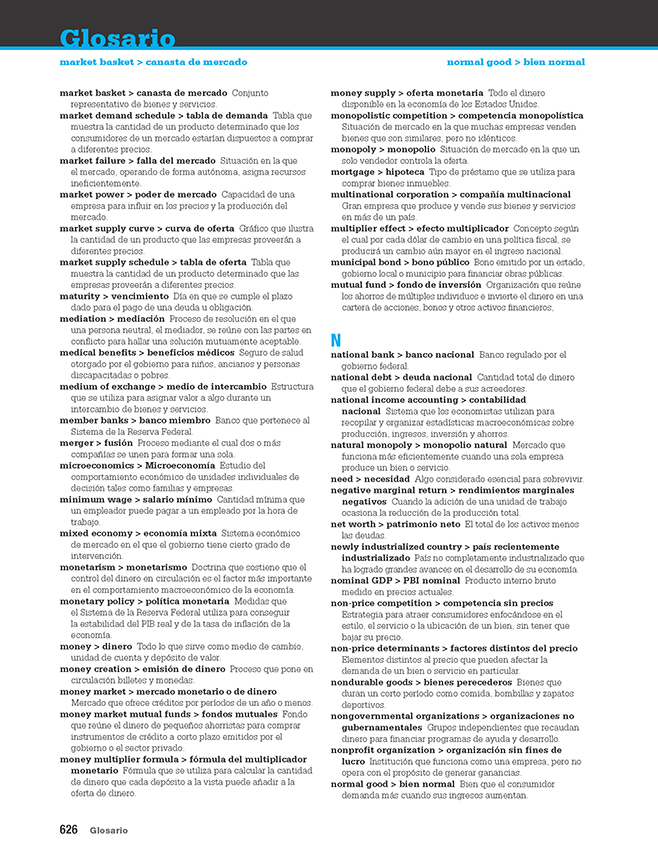 Glosario
market basket > canasta de mercado
normal good > bien normal
market basket > canasta de mercado Conjunto
representativo de bienes y servicios.
market demand schedule > tabla de demanda Tabla que
muestra la cantidad de un producto determinado que los
consumidores de un mercado estarían dispuestos a comprar
a diferentes precios.
market failure > falla del mercado Situación en la que
el mercado, operando de forma autónoma, asigna recursos
ineficientemente.
market power > poder de mercado Capacidad de una
empresa para influir en los precios y la producción del
mercado.
market supply curve > curva de oferta Gráfico que ilustra
la cantidad de un producto que las empresas proveerán a
diferentes precios.
market supply schedule > tabla de oferta Tabla que
muestra la cantidad de un producto determinado que las
empresas proveerán a diferentes precios.
maturity > vencimiento Día en que se cumple el plazo
dado para el pago de una deuda u obligación.
mediation > mediación Proceso de resolución en el que
una persona neutral, el mediador, se reúne con las partes en
conflicto para hallar una solución mutuamente aceptable.
medical benefits > beneficios médicos Seguro de salud
otorgado por el gobierno para niños, ancianos y personas
discapacitadas o pobres.
medium of exchange > medio de intercambio Estructura
que se utiliza para asignar valor a algo durante un
intercambio de bienes y servicios.
member banks > banco miembro Banco que pertenece al
Sistema de la Reserva Federal.
merger > fusión Proceso mediante el cual dos o más
compañías se unen para formar una sola.
microeconomics > Microeconomía Estudio del
comportamiento económico de unidades individuales de
decisión tales como familias y empresas.
minimum wage > salario mínimo Cantidad mínima que
un empleador puede pagar a un empleado por la hora de
trabajo.
mixed economy > economía mixta Sistema económico
de mercado en el que el gobierno tiene cierto grado de
intervención.
monetarism > monetarismo Doctrina que sostiene que el
control del dinero en circulación es el factor más importante
en el comportamiento macroeconómico de la economía.
monetary policy > política monetaria Medidas que
el Sistema de la Reserva Federal utiliza para conseguir
la estabilidad del PIB real y de la tasa de inflación de la
economía.
money > dinero Todo lo que sirve como medio de cambio,
unidad de cuenta y depósito de valor.
money creation > emisión de dinero Proceso que pone en
circulación billetes y monedas.
money market > mercado monetario o de dinero
Mercado que ofrece créditos por períodos de un año o menos.
money market mutual funds > fondos mutuales Fondo
que reúne el dinero de pequeños ahorristas para comprar
instrumentos de crédito a corto plazo emitidos por el
gobierno o el sector privado.
money multiplier formula > fórmula del multiplicador
monetario Fórmula que se utiliza para calcular la cantidad
de dinero que cada depósito a la vista puede añadir a la
oferta de dinero.
money supply > oferta monetaria Todo el dinero
disponible en la economía de los Estados Unidos.
monopolistic competition > competencia monopolística
Situación de mercado en la que muchas empresas venden
bienes que son similares, pero no idénticos.
monopoly > monopolio Situación de mercado en la que un
solo vendedor controla la oferta.
mortgage > hipoteca Tipo de préstamo que se utiliza para
comprar bienes inmuebles.
multinational corporation > compañía multinacional
Gran empresa que produce y vende sus bienes y servicios
en más de un país.
multiplier effect > efecto multiplicador Concepto según
el cual por cada dólar de cambio en una política fiscal, se
producirá un cambio aún mayor en el ingreso nacional.
municipal bond > bono público Bono emitido por un estado,
gobierno local o municipio para financiar obras públicas.
mutual fund > fondo de inversión Organización que reúne
los ahorros de múltiples individuos e invierte el dinero en una
cartera de acciones, bonos y otros activos financieros.
N
national bank > banco nacional Banco regulado por el
gobierno federal.
national debt > deuda nacional Cantidad total de dinero
que el gobierno federal debe a sus acreedores.
national income accounting > contabilidad
nacional Sistema que los economistas utilizan para
recopilar y organizar estadísticas macroeconómicas sobre
producción, ingresos, inversión y ahorros.
natural monopoly > monopolio natural Mercado que
funciona más eficientemente cuando una sola empresa
produce un bien o servicio.
need > necesidad Algo considerado esencial para sobrevivir.
negative marginal return > rendimientos marginales
negativos Cuando la adición de una unidad de trabajo
ocasiona la reducción de la producción total.
net worth > patrimonio neto El total de los activos menos
las deudas.
newly industrialized country > país recientemente
industrializado País no completamente industrializado que
ha logrado grandes avances en el desarrollo de su economía.
nominal GDP > PBI nominal Producto interno bruto
medido en precios actuales.
non-price competition > competencia sin precios
Estrategia para atraer consumidores enfocándose en el
estilo, el servicio o la ubicación de un bien, sin tener que
bajar su precio.
non-price determinants > factores distintos del precio
Elementos distintos al precio que pueden afectar la
demanda de un bien o servicio en particular.
nondurable goods > bienes perecederos Bienes que
duran un corto período como comida, bombillas y zapatos
deportivos.
nongovernmental organizations > organizaciones no
gubernamentales Grupos independientes que recaudan
dinero para financiar programas de ayuda y desarrollo.
nonprofit organization > organización sin fines de
lucro Institución que funciona como una empresa, pero no
opera con el propósito de generar ganancias.
normal good > bien normal Bien que el consumidor
demanda más cuando sus ingresos aumentan.
626 Glosario